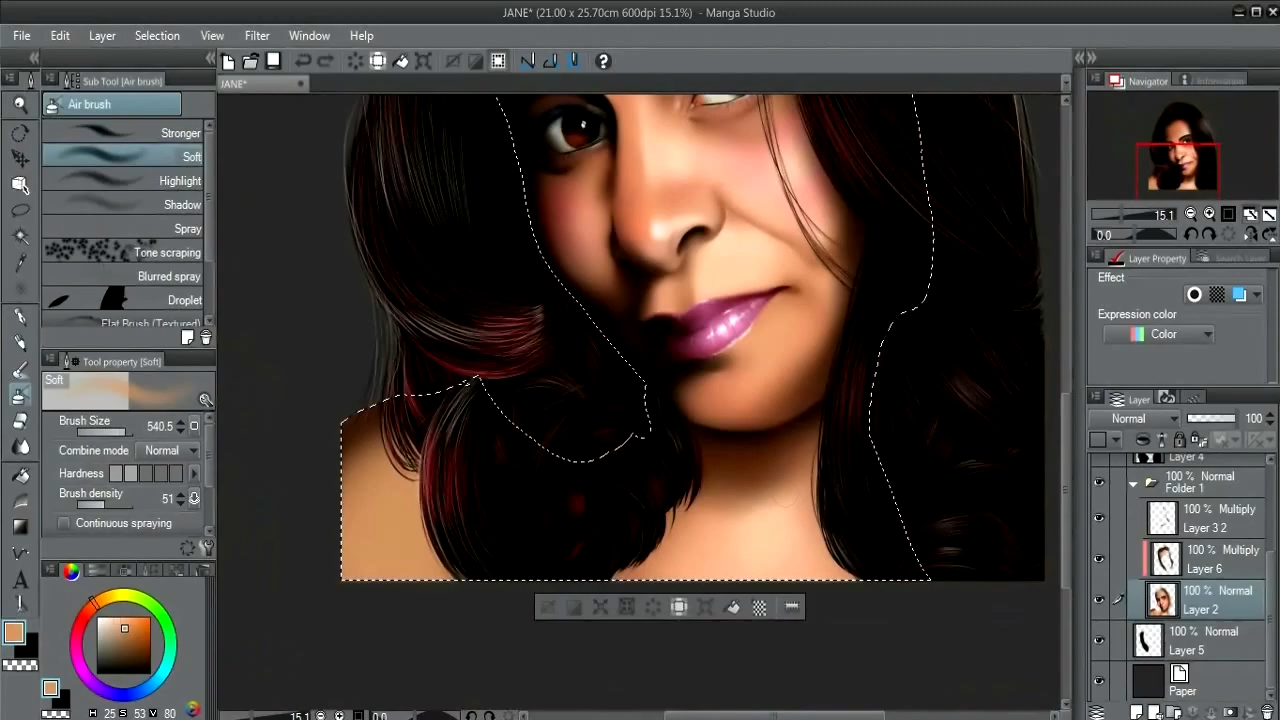 JANE* (21.00 x 25.70cm 600dpi 15.1%) - Manga Studio
File Edit Layer Selection View Filter Window Help
Sub Tool [Air brush]
JANE*
Navigator
Information
Air brush
Stronger
Soft
Highlight
Shadow
Spray
Tone scraping
Blurred spray
Droplet
Flat Brush (Textured)
Tool property [Soft]
Soft
Brush Size 540.5
Combine mode Normal
Hardness
Brush density 51
Continuous spraying
H 25 S 53 V 80
15.1 0.0
15.1
0.0
Layer Property
Search Layer
Effect
Expression color
Color
Layer
Normal 100
Layer 4
100 % Normal
Folder 1
100 % Multiply
Layer 3 2
100 % Multiply
Layer 6
100 % Normal
Layer 2
100 % Normal
Layer 5
Paper